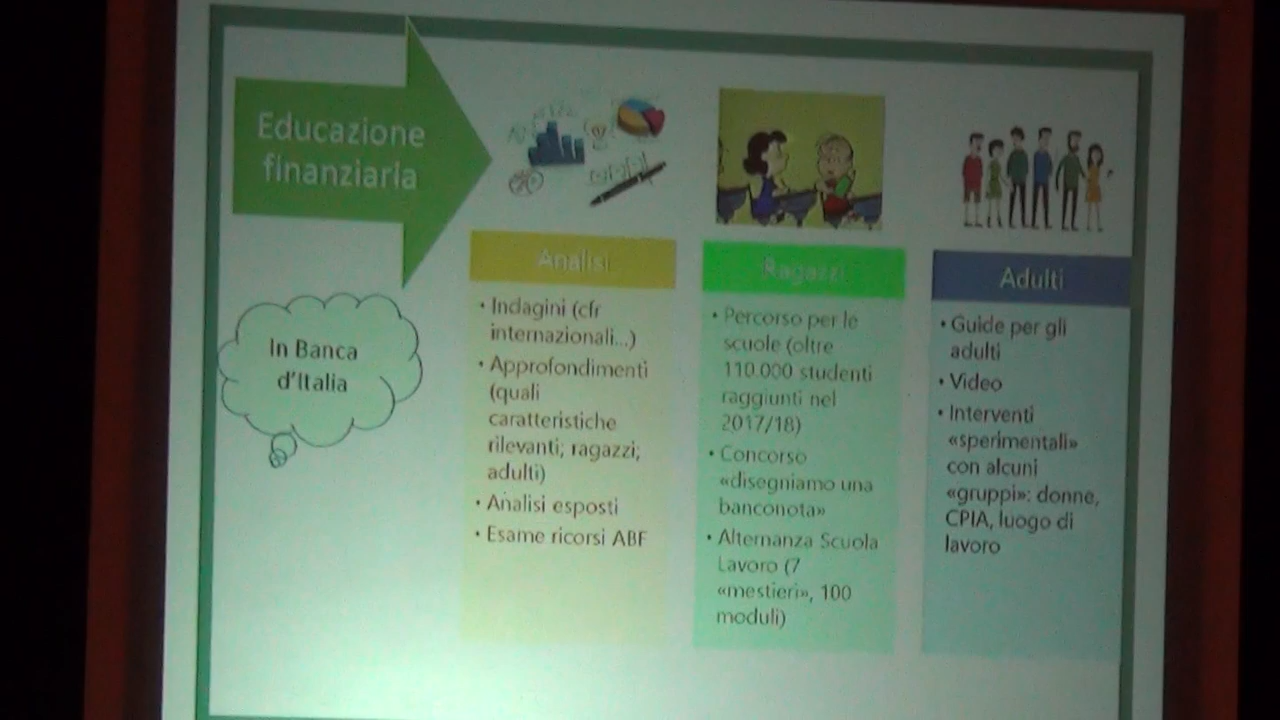 Educazione
finanziaria
In Banca
d'Italia
Analisi
• Indagini (cfr
internazionali...)
• Approfondimenti
(quali
caratteristiche
rilevanti; ragazzi;
adulti)
• Analisi esposti
• Esame ricorsi ABF
Ragazzi
• Percorso per le
scuole (oltre
110.000 studenti
raggiunti nel
2017/18)
• Concorso
«disegniamo una
banconota»
• Alternanza Scuola
Lavoro (7
«mestieri», 100
moduli)
Adulti
• Guide per gli
adulti
• Video
• Interventi
«sperimentali»
con alcuni
«gruppi»: donne,
CPIA, luogo di
lavoro